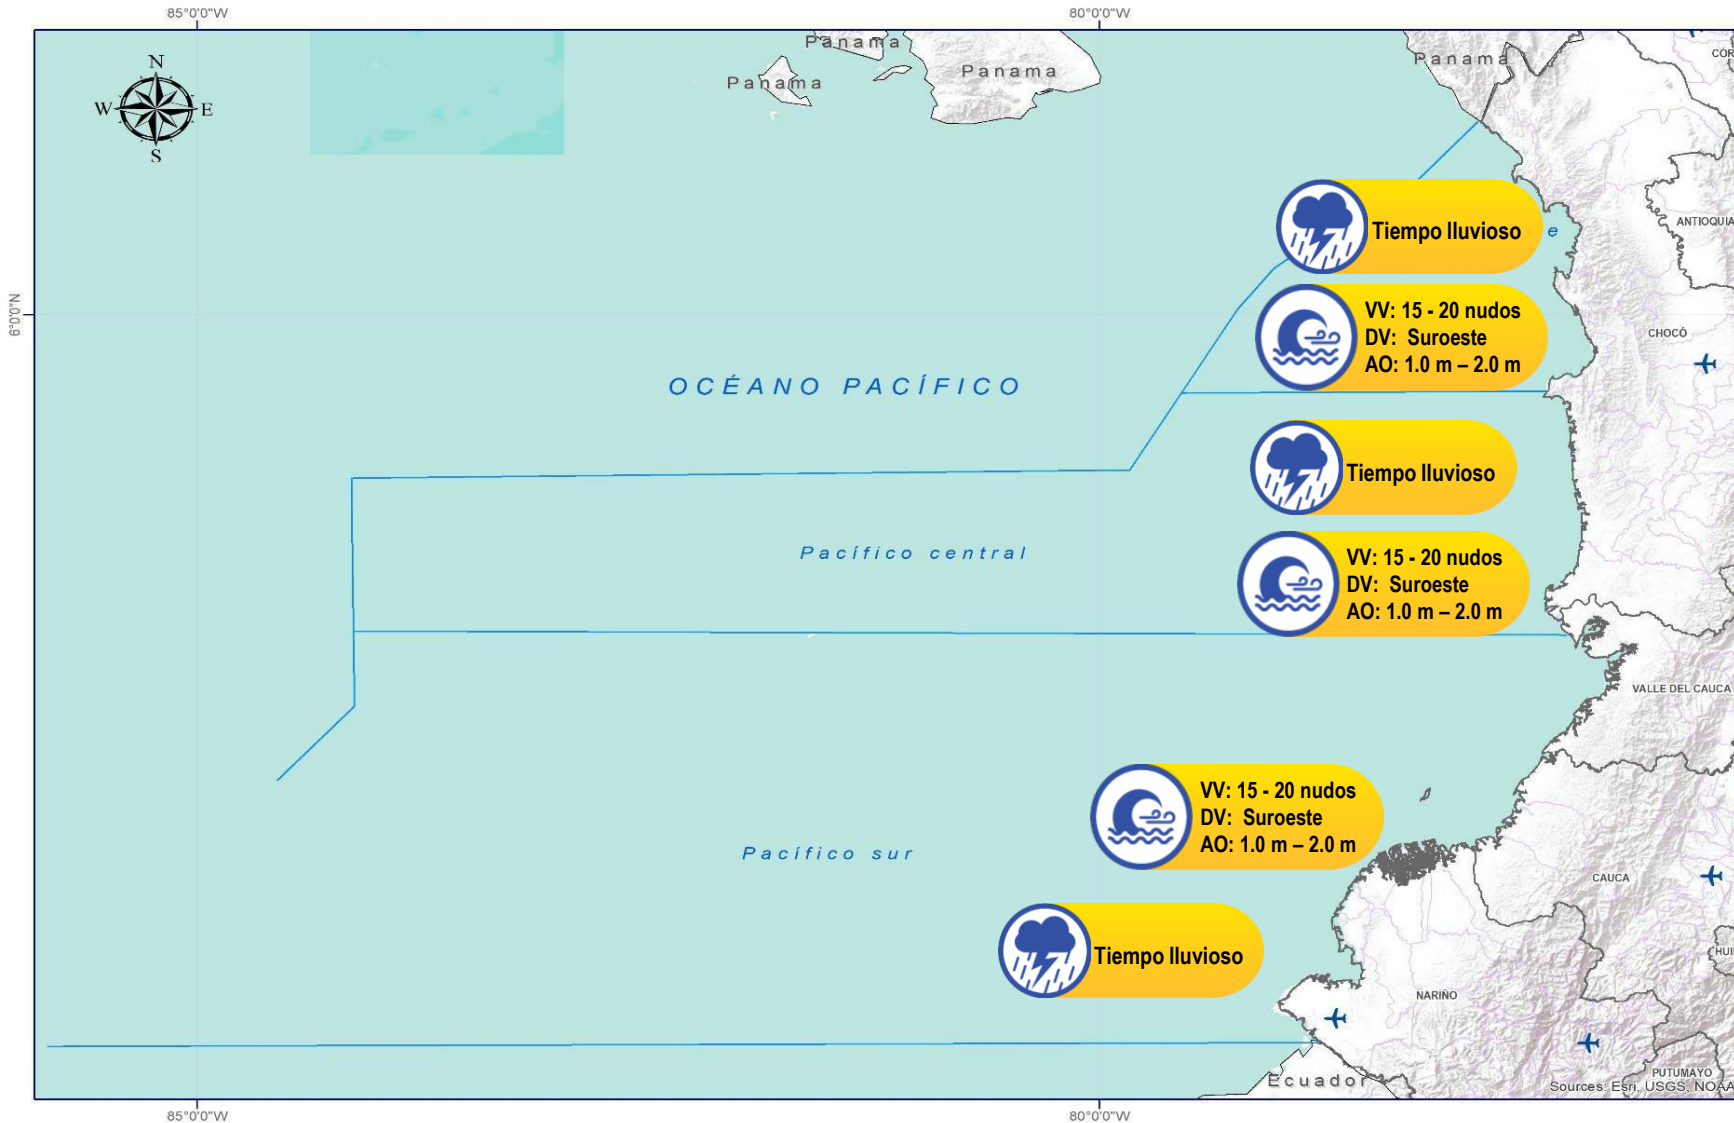 85°0'0"W
80°0'0"W
Panama
Panama
Panama
Panamá
COR
N
W
E
S
ANTIOQUIA
Tiempo lluvioso
e
6°0'0"N
VV: 15 - 20 nudos
DV: Suroeste
AO: 1.0 m – 2.0 m
CHOCÓ
OCÉANO PACÍFICO
Tiempo lluvioso
Pacífico central
VV: 15 - 20 nudos
DV: Suroeste
AO: 1.0 m – 2.0 m
VALLE DEL CAUCA
VV: 15 - 20 nudos
DV: Suroeste
AO: 1.0 m – 2.0 m
Pacífico sur
CAUCA
Tiempo lluvioso
HUI
NARIÑO
PUTUMAYO
Ecuador
Sources: Esri, USGS, NOAA
85°0'0"W
80°0'0"W